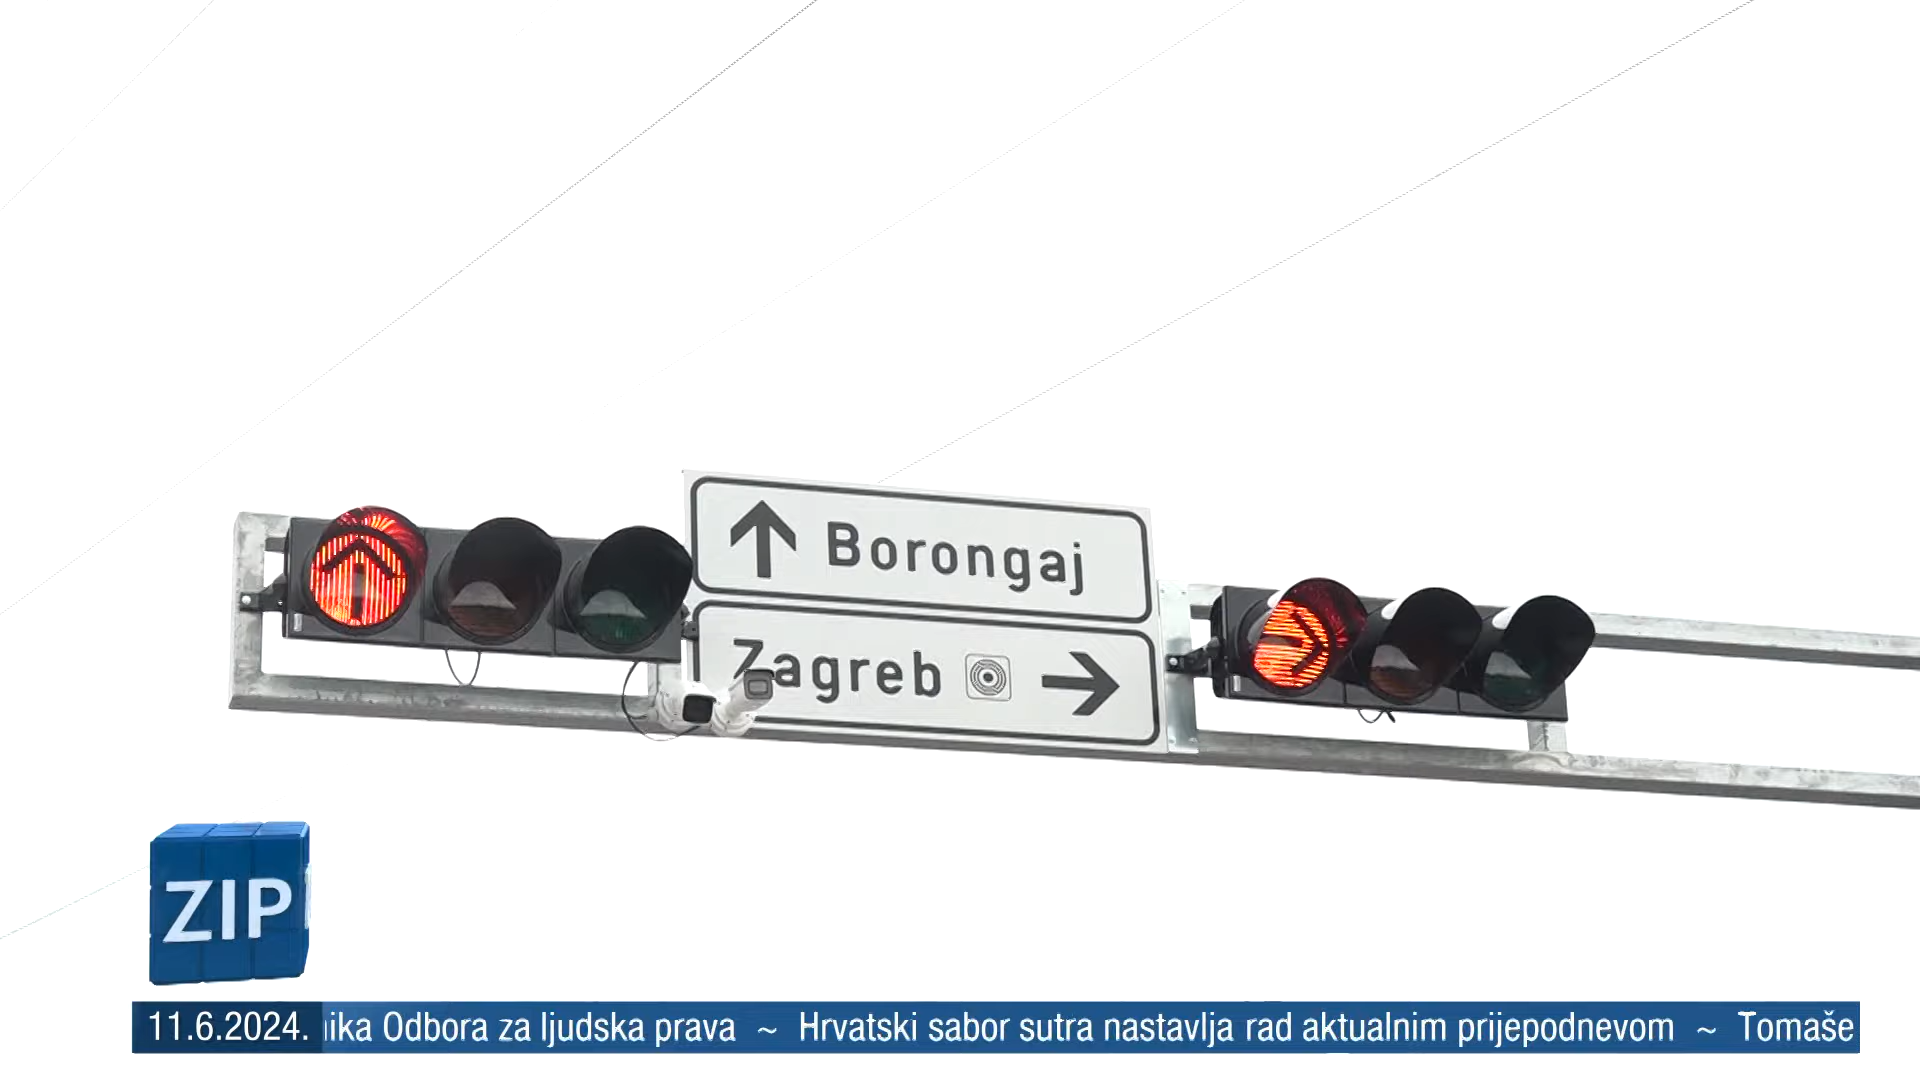 Borongaj
Zagreb
ZIP
11.6.2024. ika Odbora za ljudska prava ~ Hrvatski sabor sutra nastavlja rad aktualnim prijepodnevom ~ Tomaše